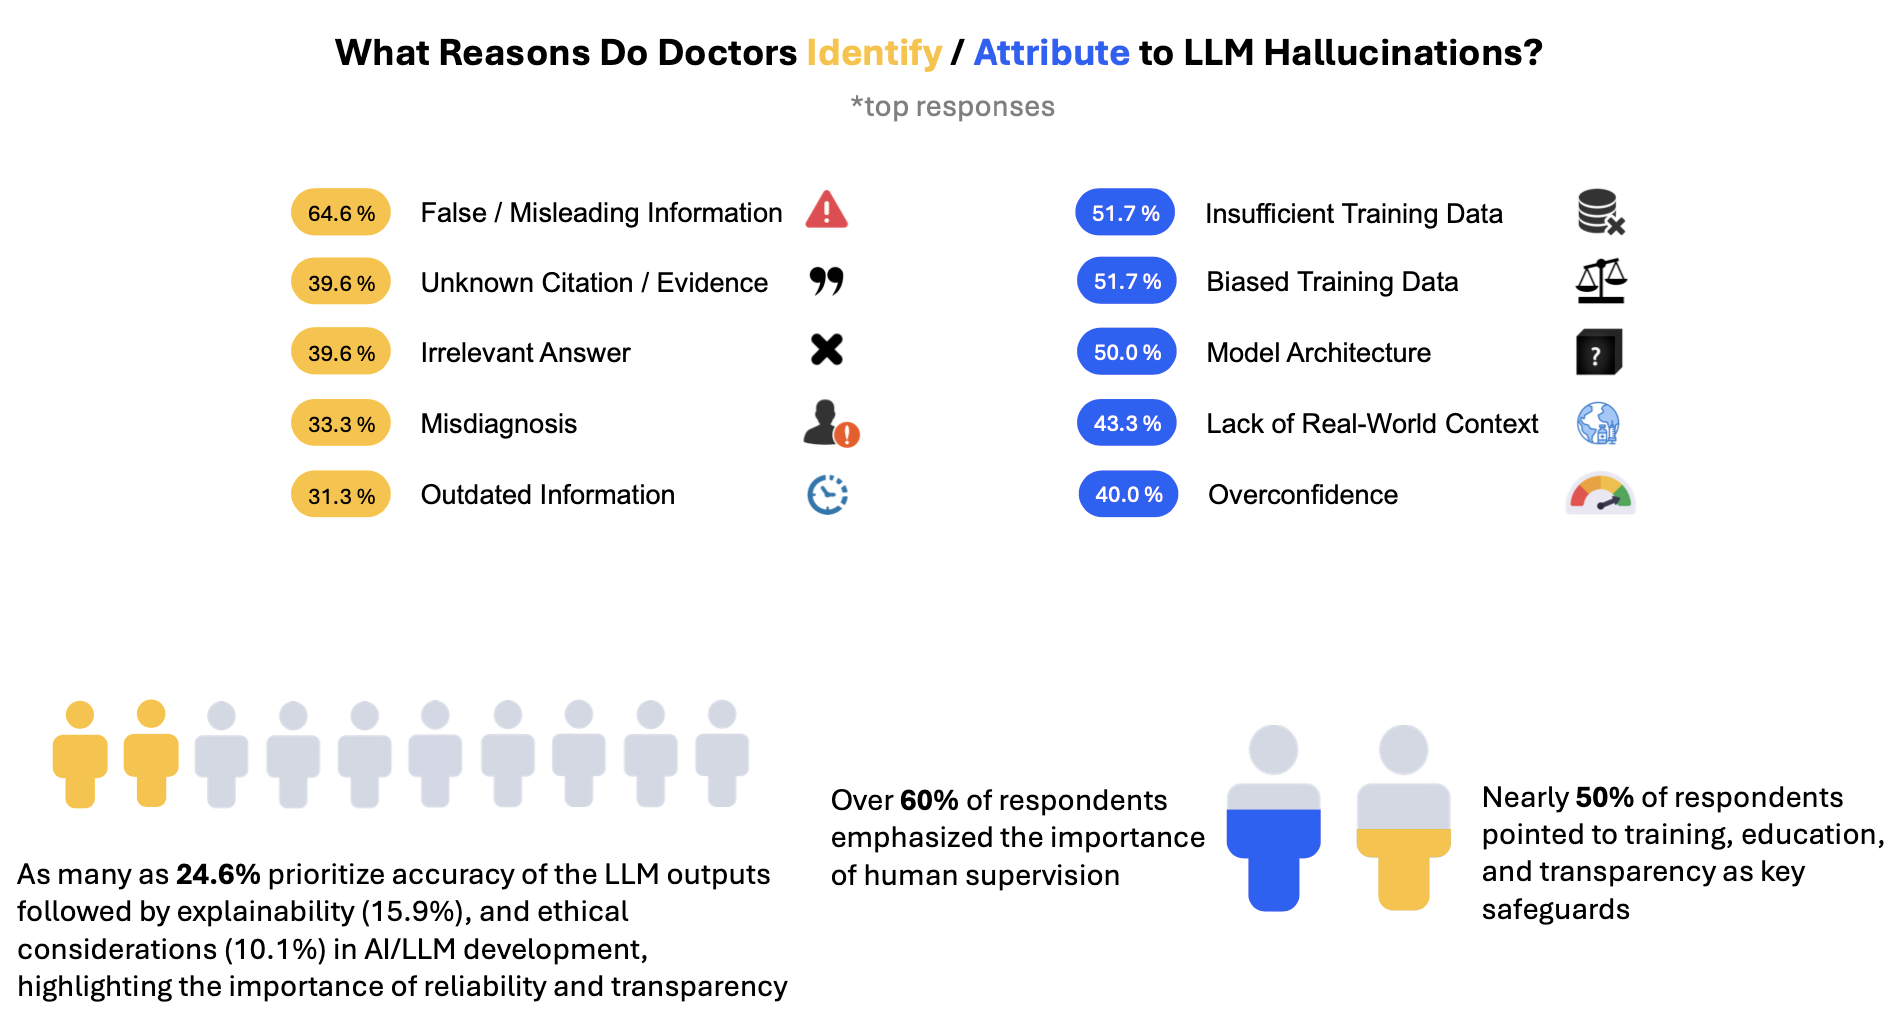 What Reasons Do Doctors Identify / Attribute to LLM Hallucinations?
*top responses
64.6 % False / Misleading Information
39.6 % Unknown Citation / Evidence
39.6 % Irrelevant Answer
33.3 % Misdiagnosis
31.3 % Outdated Information
51.7 % Insufficient Training Data
51.7 % Biased Training Data
50.0 % Model Architecture
?
43.3 % Lack of Real-World Context
40.0 % Overconfidence
As many as 24.6% prioritize accuracy of the LLM outputs
followed by explainability (15.9%), and ethical
considerations (10.1%) in AI/LLM development,
highlighting the importance of reliability and transparency
Over 60% of respondents
emphasized the importance
of human supervision
Nearly 50% of respondents
pointed to training, education,
and transparency as key
safeguards